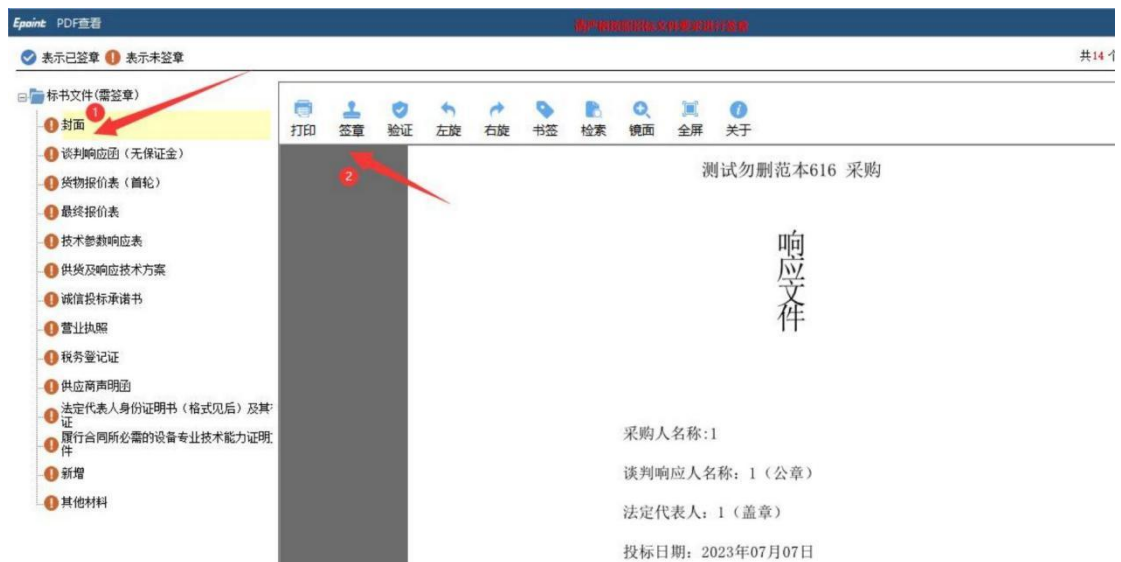 Epoint PDF查看
表示已签章 表示未签章
共14 个
标书文件(需签章)
1
封面
谈判响应函（无保证金）
货物报价表（首轮）
最终报价表
技术参数响应表
供货及响应技术方案
诚信投标承诺书
营业执照
税务登记证
供应商声明函
法定代表人身份证明书（格式见后）及其
证
履行合同所必需的设备专业技术能力证明
件
新增
其他材料
打印 签章 验证 左旋 右旋 书签 检索 镜面 全屏 关于
2
测试勿删范本616 采购
响应文件
采购人名称:1
谈判响应人名称：1（公章）
法定代表人：1（盖章）
投标日期：2023年07月07日